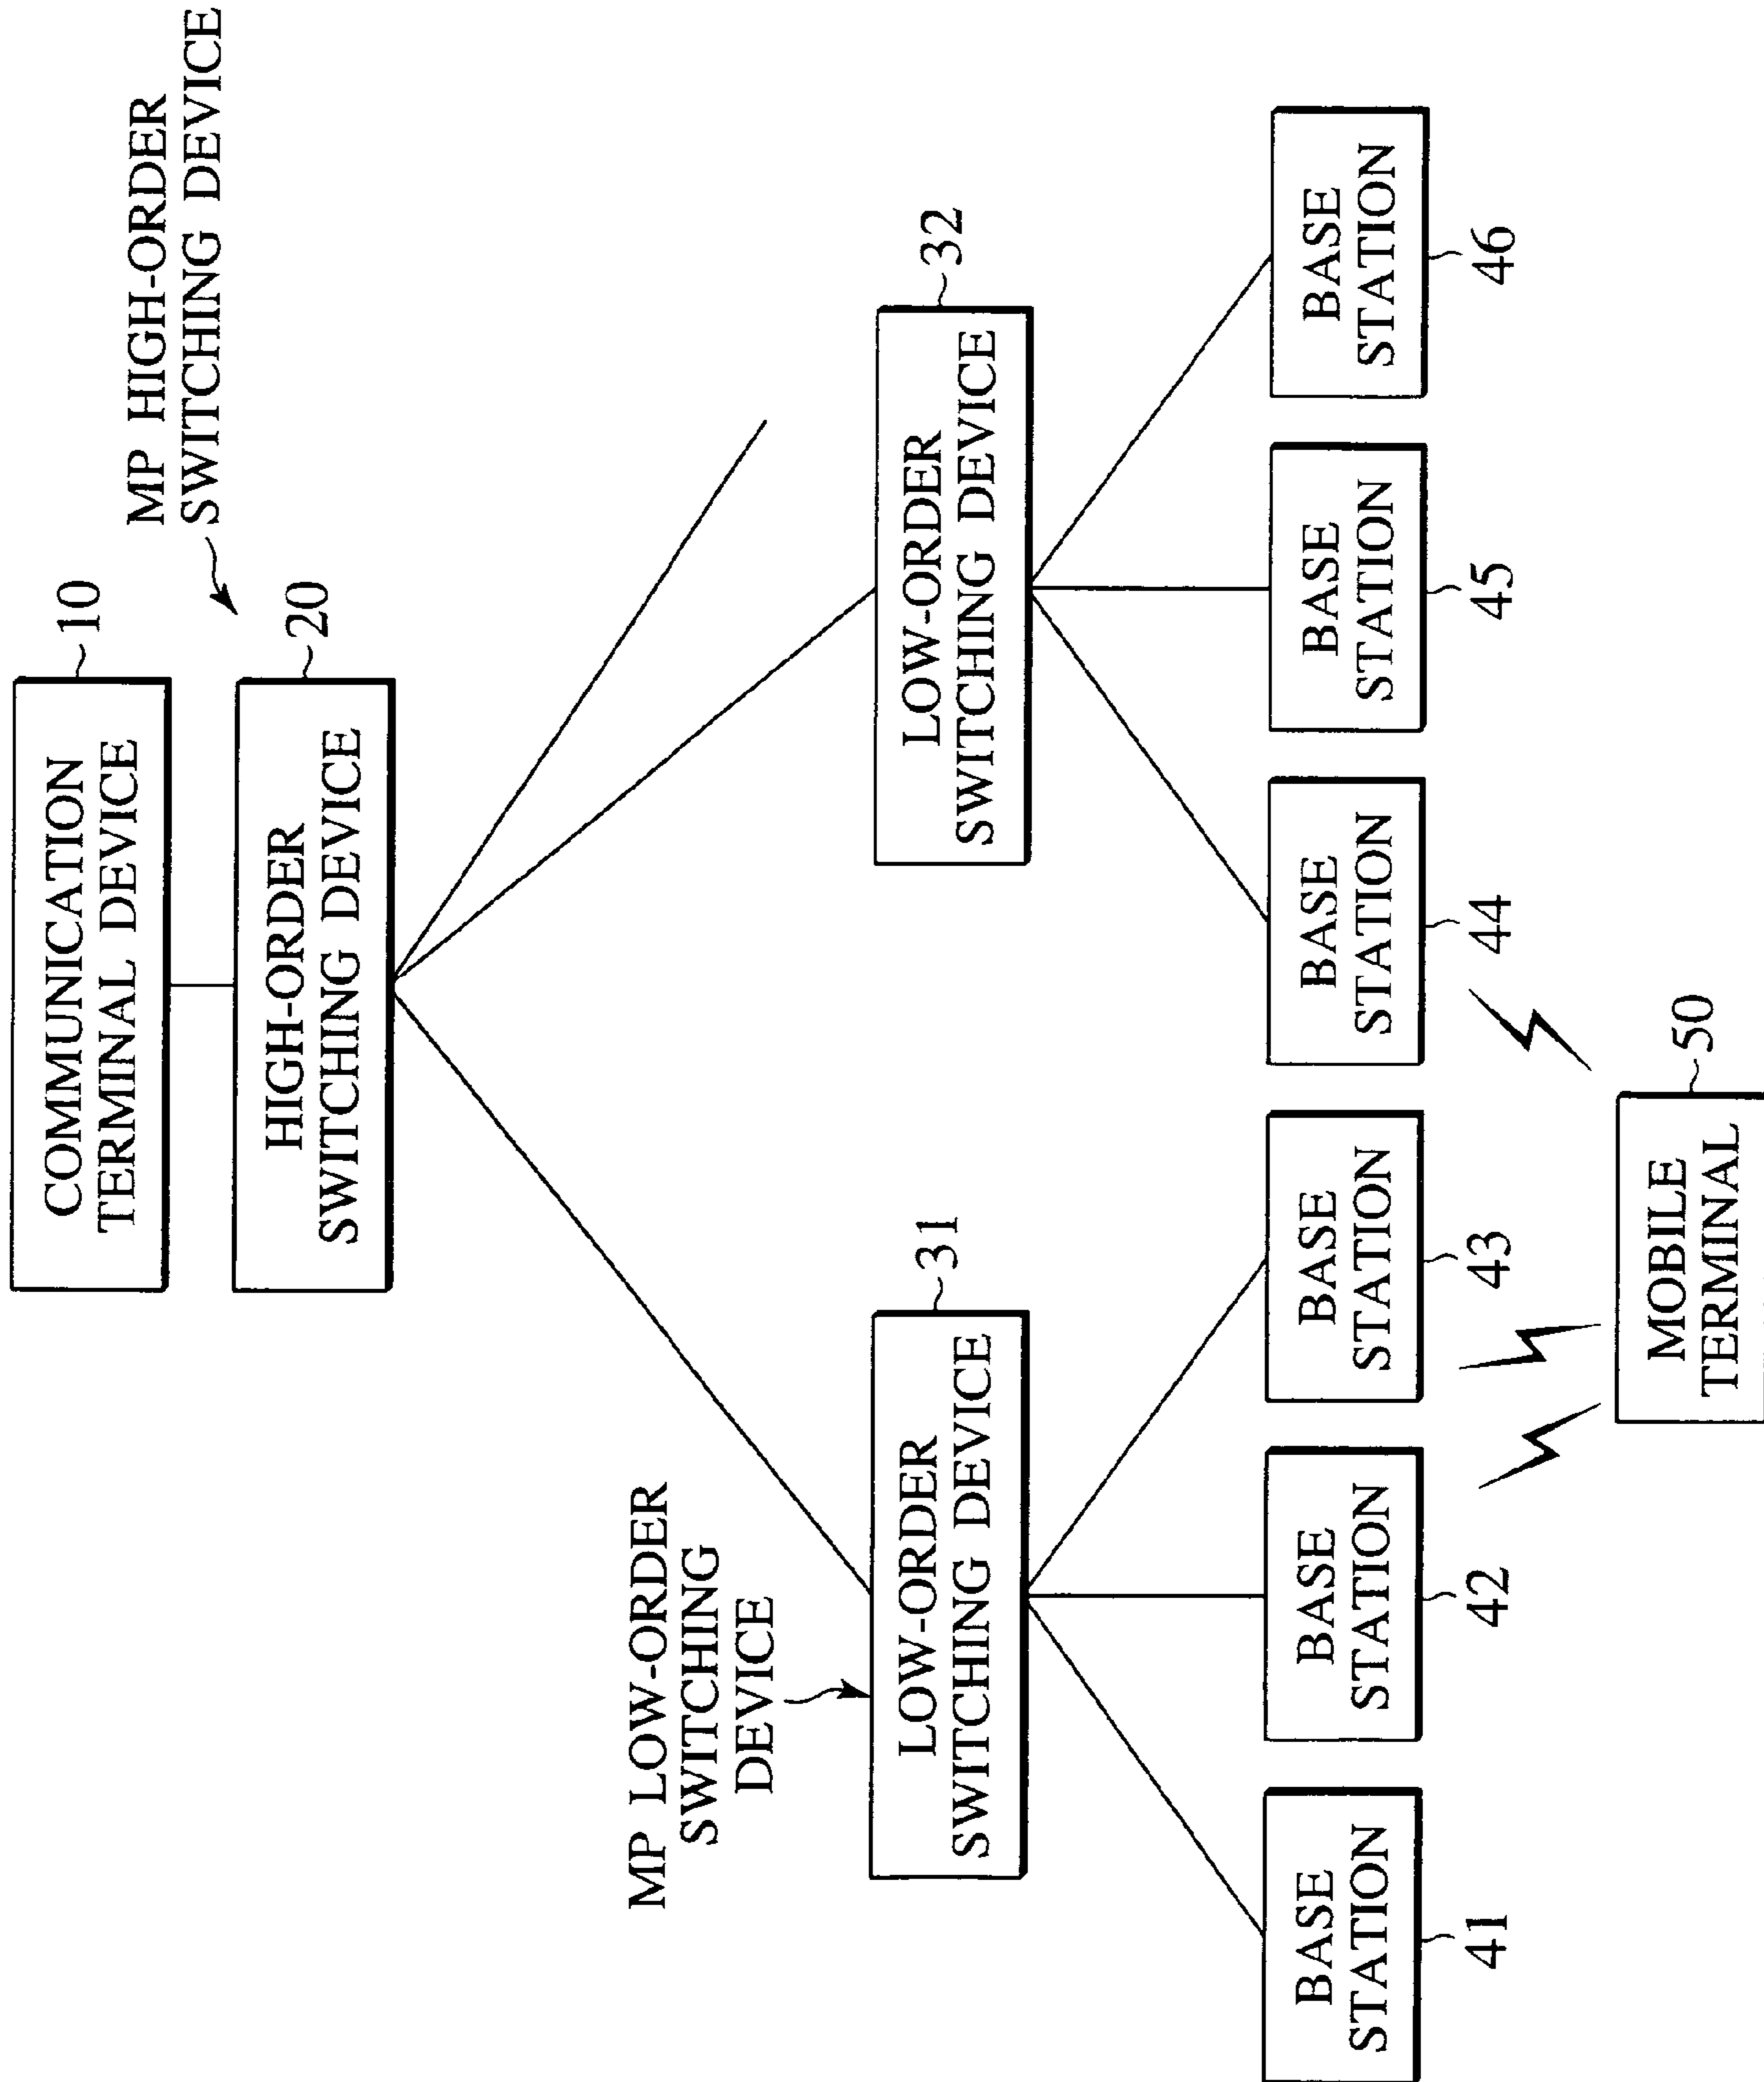 COMMUNICATION
TERMINAL DEVICE
10
MP HIGH-ORDER
SWITCHING DEVICE
HIGH-ORDER
SWITCHING DEVICE
20
MP LOW-ORDER
SWITCHING
DEVICE
LOW-ORDER
SWITCHING DEVICE
31
LOW-ORDER
SWITCHING DEVICE
32
BASE
STATION
41
BASE
STATION
42
BASE
STATION
43
BASE
STATION
44
BASE
STATION
45
BASE
STATION
46
MOBILE
TERMINAL
50